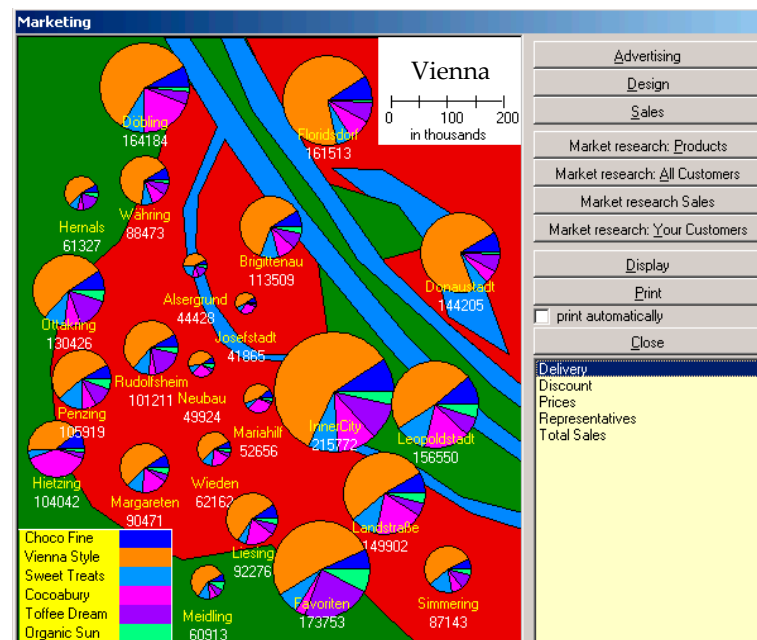 Marketing
Vienna
0 100 200
in thousands
Döbling
164184
Floridsdorf
161513
Hernals
61327
Währing
88473
Brigittenau
113509
Donaustadt
144205
Alsergrund
44428
Ottakring
130426
Josefstadt
41865
Rudolfsheim
101211
Neubau
49924
Penzing
105919
Mariahilf
52656
InnerCity
215772
Leopoldstadt
156550
Hietzing
104042
Margareten
90471
Wieden
62162
Landstraße
149902
Liesing
92276
Favoriten
173753
Simmering
87143
Meidling
60913
Choco Fine
Vienna Style
Sweet Treats
Cocoabury
Toffee Dream
Organic Sun
Advertising
Design
Sales
Market research: Products
Market research: All Customers
Market research Sales
Market research: Your Customers
Display
Print
print automatically
Close
Delivery
Discount
Prices
Representatives
Total Sales